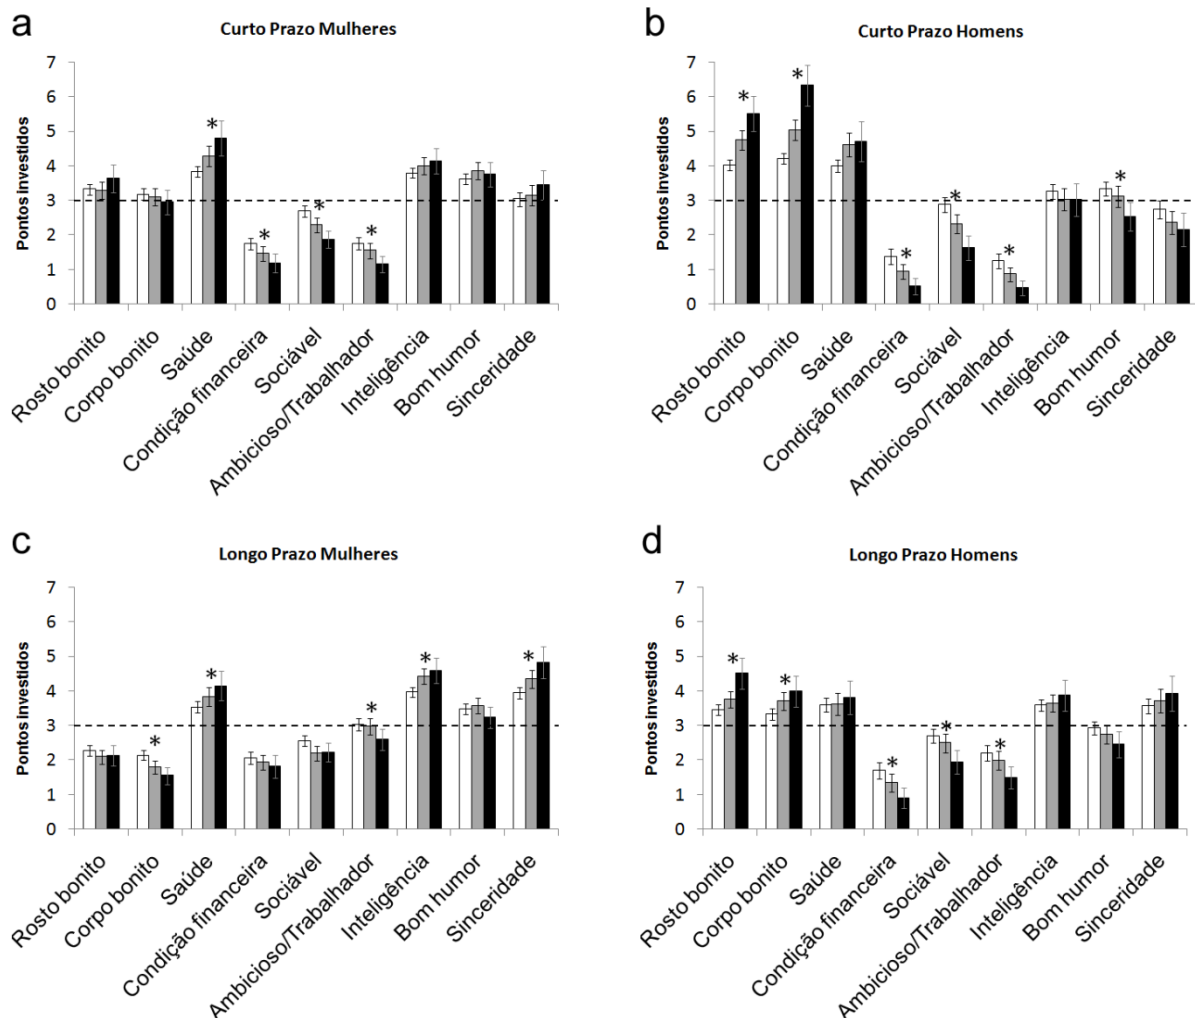 a
Curto Prazo Mulheres
Pontos investidos
7
6
5
4
3
2
1
0
*
*
*
*
Rosto bonito
Corpo bonito
Saúde
Condição financeira
Sociável
Ambicioso/Trabalhador
Inteligência
Bom humor
Sinceridade
b
Curto Prazo Homens
Pontos investidos
7
6
5
4
3
2
1
0
*
*
*
*
*
*
Rosto bonito
Corpo bonito
Saúde
Condição financeira
Sociável
Ambicioso/Trabalhador
Inteligência
Bom humor
Sinceridade
c
Longo Prazo Mulheres
Pontos investidos
7
6
5
4
3
2
1
0
*
*
*
*
*
Rosto bonito
Corpo bonito
Saúde
Condição financeira
Sociável
Ambicioso/Trabalhador
Inteligência
Bom humor
Sinceridade
d
Longo Prazo Homens
Pontos investidos
7
6
5
4
3
2
1
0
*
*
*
*
*
Rosto bonito
Corpo bonito
Saúde
Condição financeira
Sociável
Ambicioso/Trabalhador
Inteligência
Bom humor
Sinceridade